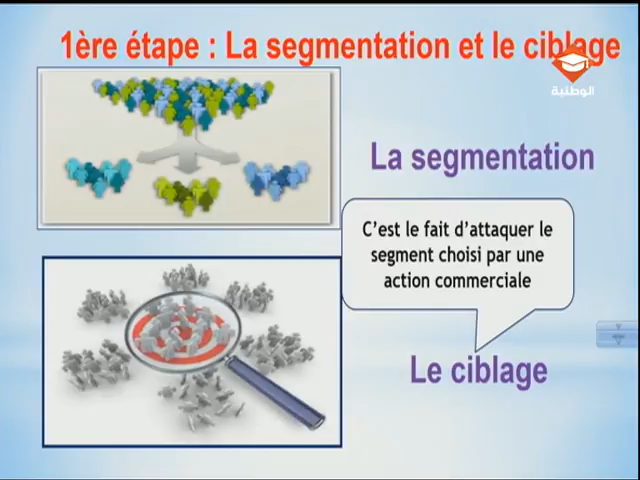 1ère étape : La segmentation et le ciblage
الوطنية
La segmentation
C'est le fait d'attaquer le
segment choisi par une
action commerciale
Le ciblage